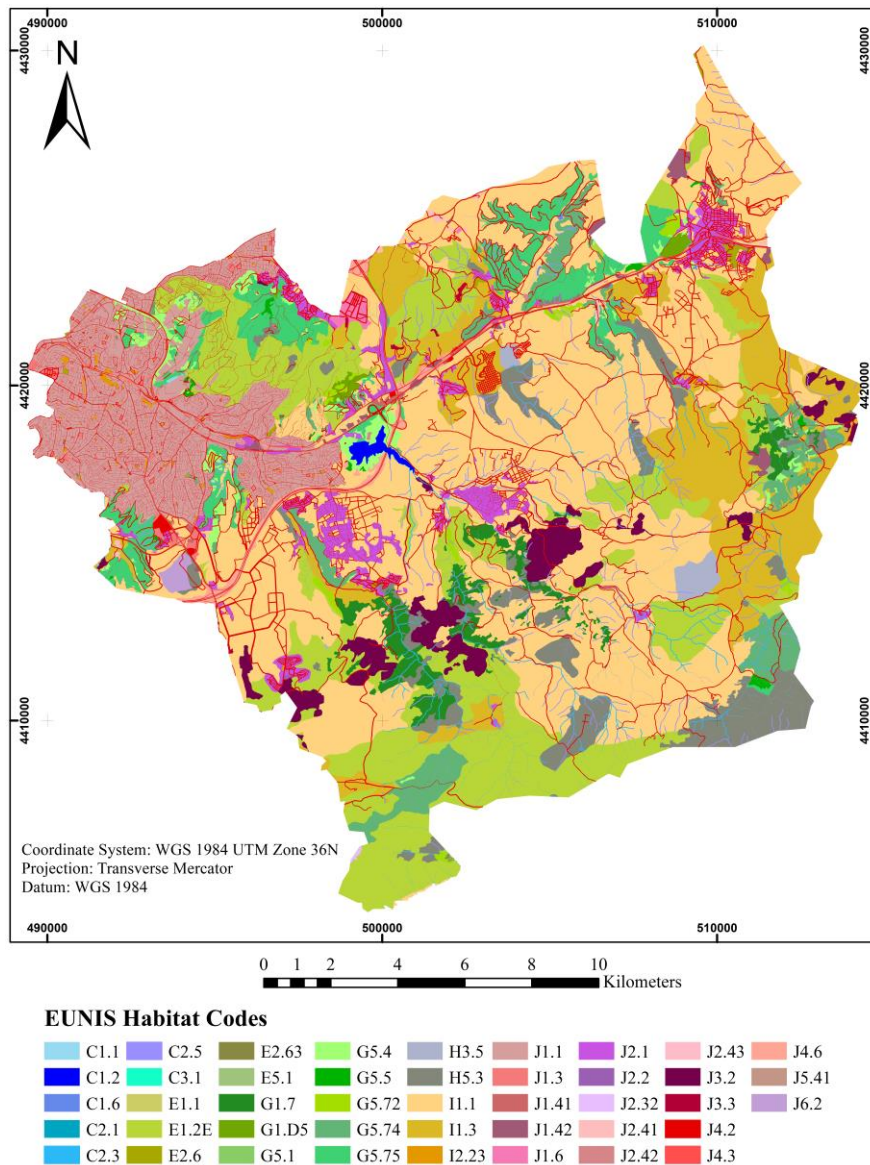 490000 500000 510000
4430000 4430000
N
4420000 4420000
4410000 4410000
Coordinate System: WGS 1984 UTM Zone 36N
Projection: Transverse Mercator
Datum: WGS 1984
490000 500000 510000
0 1 2 4 6 8 10
Kilometers
EUNIS Habitat Codes
C1.1 C2.5 E2.63 G5.4 H3.5 J1.1 J2.1 J2.43 J4.6
C1.2 C3.1 E5.1 G5.5 H5.3 J1.3 J2.2 J3.2 J5.41
C1.6 E1.1 G1.7 G5.72 I1.1 J1.41 J2.32 J3.3 J6.2
C2.1 E1.2E G1.D5 G5.74 I1.3 J1.42 J2.41 J4.2
C2.3 E2.6 G5.1 G5.75 I2.23 J1.6 J2.42 J4.3